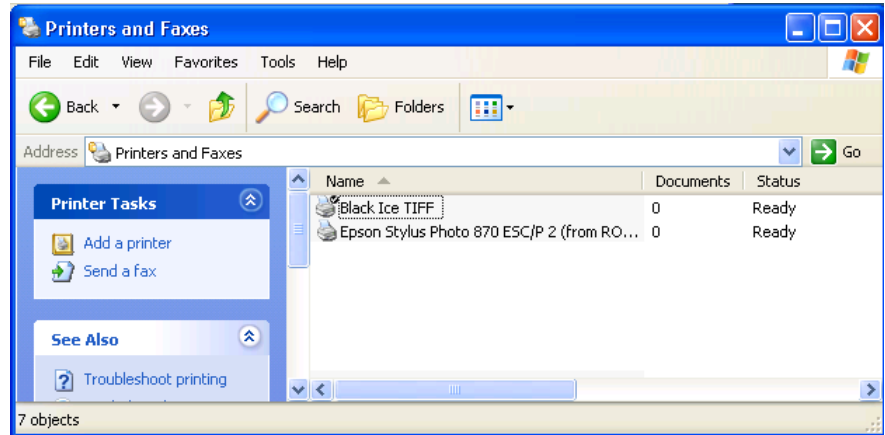 Printers and Faxes
File Edit View Favorites Tools Help
Back Search Folders
Address Printers and Faxes Go
Name Documents Status
Printer Tasks
Black Ice TIFF 0 Ready
Epson Stylus Photo 870 ESC/P 2 (from RO... 0 Ready
Add a printer
Send a fax
See Also
Troubleshoot printing
7 objects